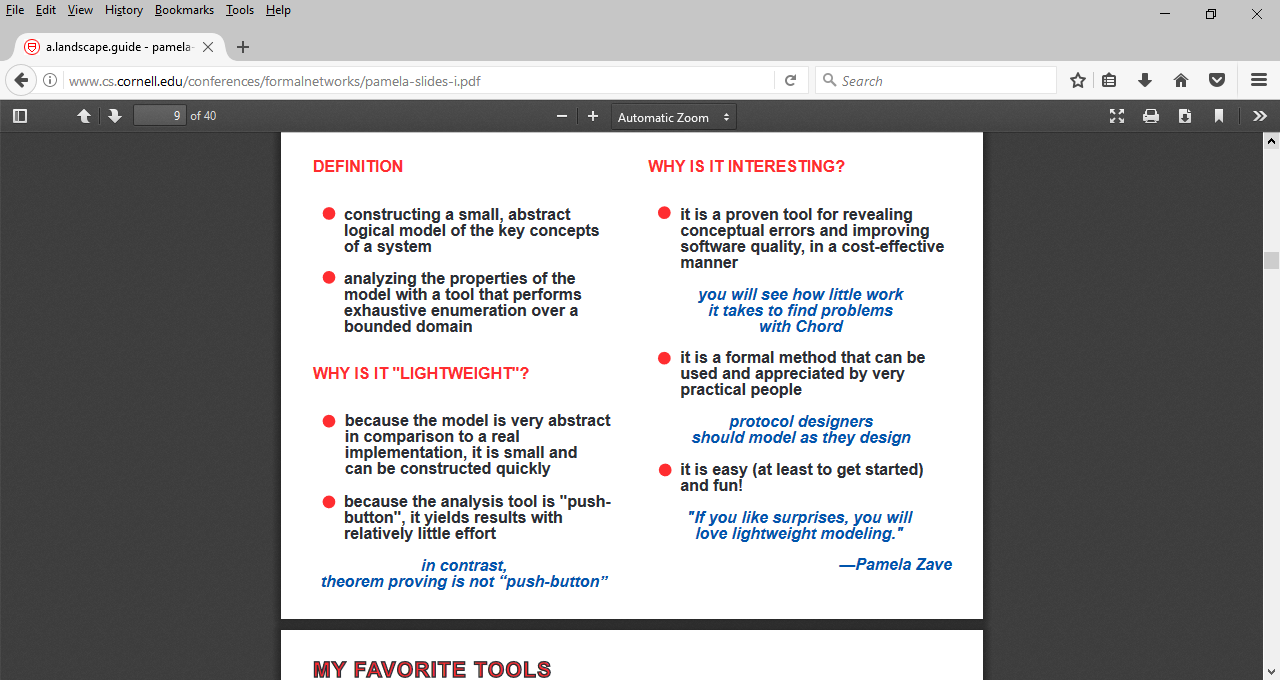 File Edit View History Bookmarks Tools Help
a.landscape.guide - pamela-
www.cs.cornell.edu/conferences/formalnetworks/pamela-slides-i.pdf
Search
9 of 40
Automatic Zoom
DEFINITION
constructing a small, abstract
logical model of the key concepts
of a system
analyzing the properties of the
model with a tool that performs
exhaustive enumeration over a
bounded domain
WHY IS IT "LIGHTWEIGHT"?
because the model is very abstract
in comparison to a real
implementation, it is small and
can be constructed quickly
because the analysis tool is "push-
button", it yields results with
relatively little effort
in contrast,
theorem proving is not “push-button”
WHY IS IT INTERESTING?
it is a proven tool for revealing
conceptual errors and improving
software quality, in a cost-effective
manner
you will see how little work
it takes to find problems
with Chord
it is a formal method that can be
used and appreciated by very
practical people
protocol designers
should model as they design
it is easy (at least to get started)
and fun!
"If you like surprises, you will
love lightweight modeling."
—Pamela Zave
MY FAVORITE TOOLS